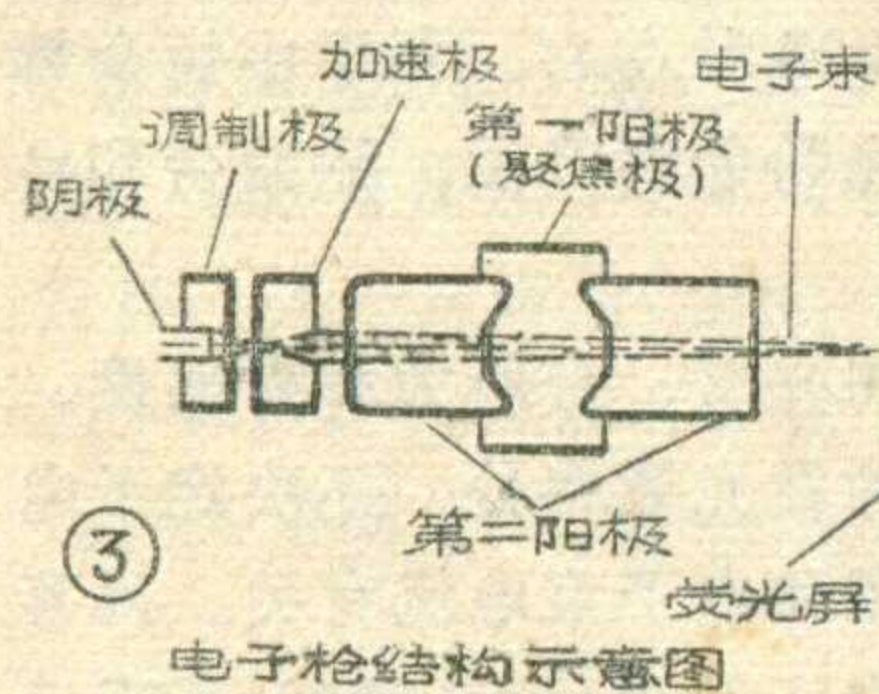 加速极
电子束
调制极
第一阳极
(聚焦极)
阴极
第二阳极
③
荧光屏
电子枪结构示意图